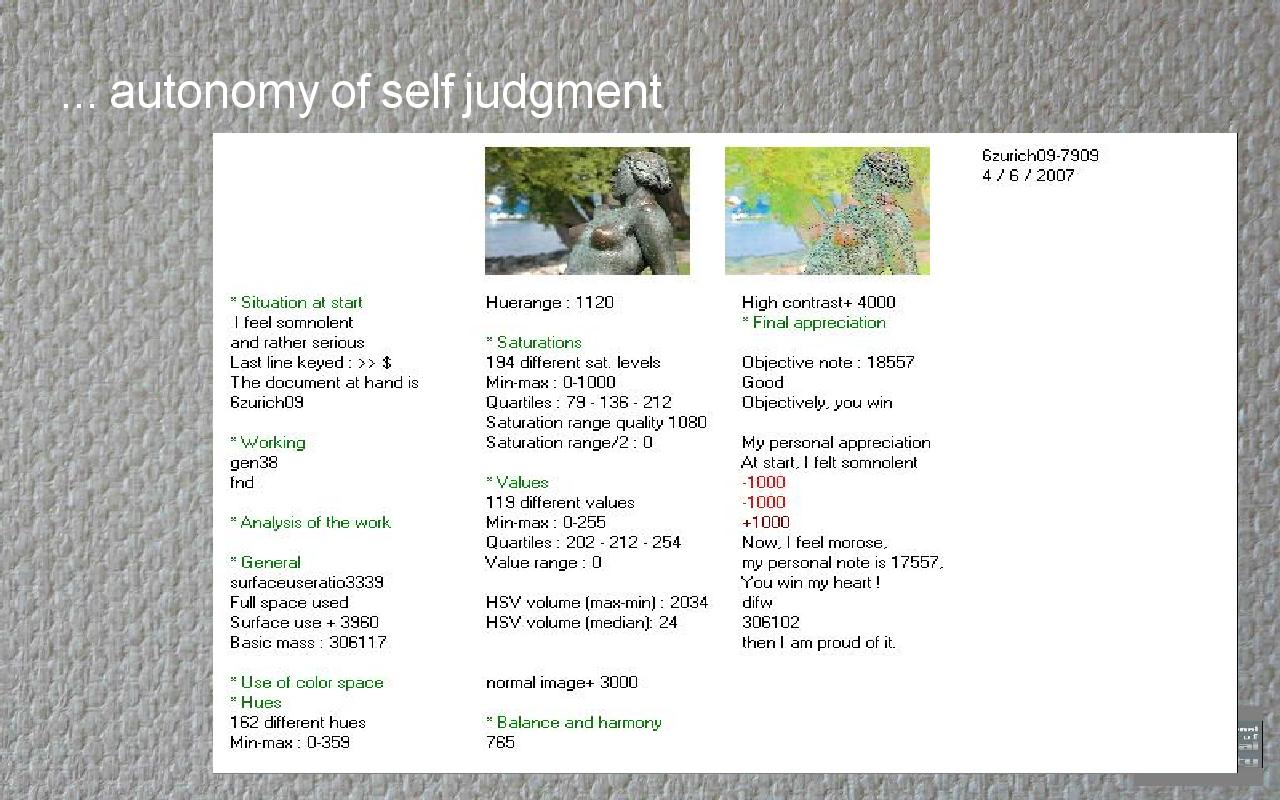 ... autonomy of self judgment
6zurich09-7909
4 / 6 / 2007
* Situation at start
I feel somnolent
and rather serious
Last line keyed : >> $
The document at hand is
6zurich09
* Working
gen38
fnd
* Analysis of the work
* General
surfaceuseratio3339
Full space used
Surface use + 3960
Basic mass : 306117
* Use of color space
* Hues
162 different hues
Min-max : 0-359
Huerange : 1120
* Saturations
194 different sat. levels
Min-max : 0-1000
Quartiles : 79 - 136 - 212
Saturation range quality 1080
Saturation range/2 : 0
* Values
119 different values
Min-max : 0-255
Quartiles : 202 - 212 - 254
Value range : 0
HSV volume (max-min) : 2034
HSV volume (median): 24
normal image+ 3000
* Balance and harmony
765
High contrast+ 4000
* Final appreciation
Objective note : 18557
Good
Objectively, you win
My personal appreciation
At start, I felt somnolent
-1000
-1000
+1000
Now, I feel morose,
my personal note is 17557,
You win my heart !
difw
306102
then I am proud of it.